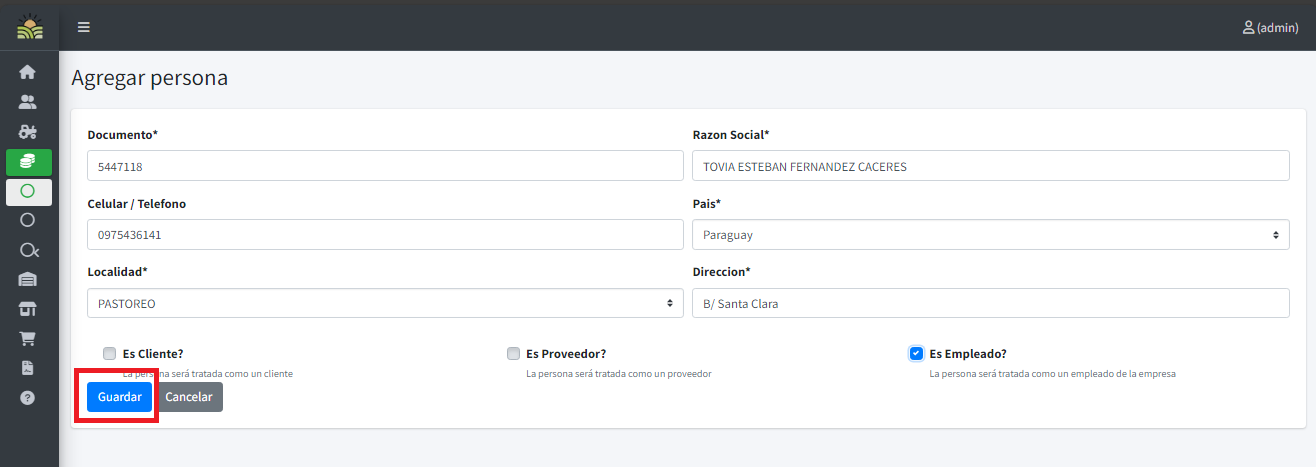 (admin)
Agregar persona
Documento* Razon Social*
5447118 TOVIA ESTEBAN FERNANDEZ CACERES
Celular / Telefono Pais*
0975436141 Paraguay
Localidad* Direccion*
PASTOREO B/ Santa Clara
Es Cliente? Es Proveedor? Es Empleado?
La persona será tratada como un cliente La persona será tratada como un proveedor La persona será tratada como un empleado de la empresa
Guardar Cancelar